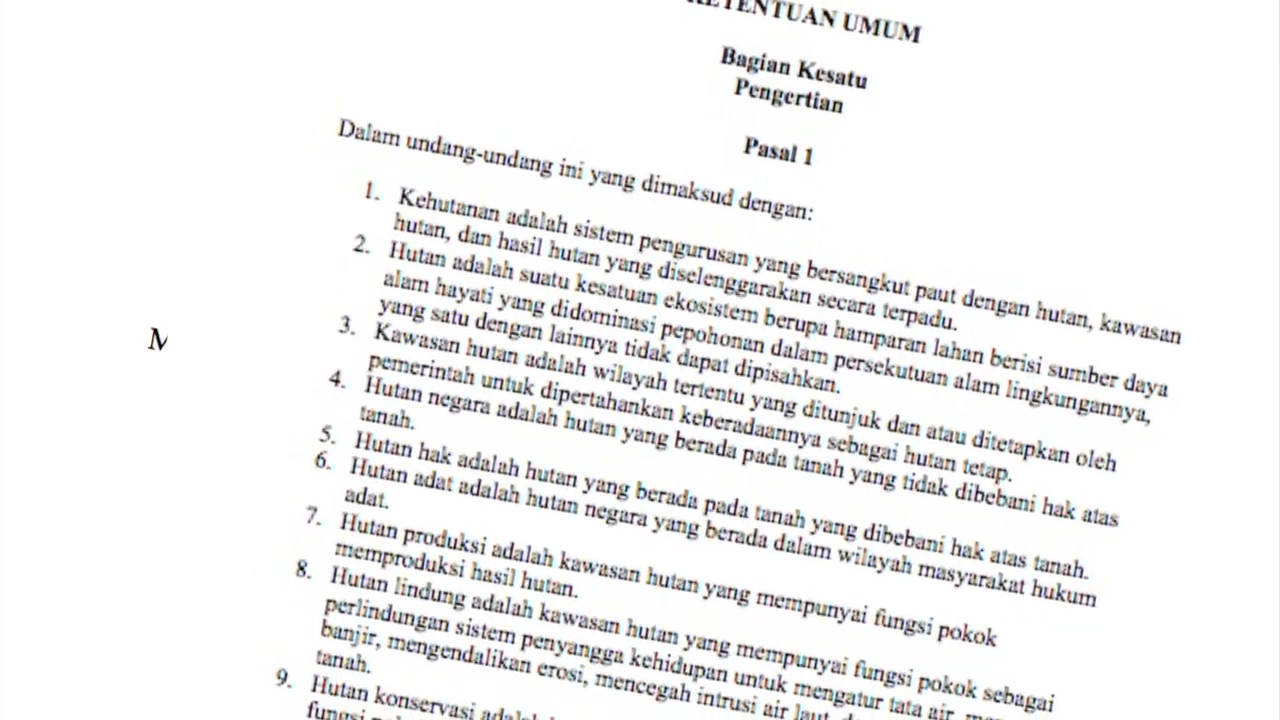 KETENTUAN UMUM
Bagian Kesatu
Pengertian
Pasal 1
Dalam undang-undang ini yang dimaksud dengan:
1. Kehutanan adalah sistem pengurusan yang bersangkut paut dengan hutan, kawasan
hutan, dan hasil hutan yang diselenggarakan secara terpadu.
2. Hutan adalah suatu kesatuan ekosistem berupa hamparan lahan berisi sumber daya
alam hayati yang didominasi pepohonan dalam persekutuan alam lingkungannya,
yang satu dengan lainnya tidak dapat dipisahkan.
3. Kawasan hutan adalah wilayah tertentu yang ditunjuk dan atau ditetapkan oleh
pemerintah untuk dipertahankan keberadaannya sebagai hutan tetap.
4. Hutan negara adalah hutan yang berada pada tanah yang tidak dibebani hak atas
tanah.
5. Hutan hak adalah hutan yang berada pada tanah yang dibebani hak atas tanah.
6. Hutan adat adalah hutan negara yang berada dalam wilayah masyarakat hukum
adat.
7. Hutan produksi adalah kawasan hutan yang mempunyai fungsi pokok
memproduksi hasil hutan.
8. Hutan lindung adalah kawasan hutan yang mempunyai fungsi pokok sebagai
perlindungan sistem penyangga kehidupan untuk mengatur tata air,
banjir, mengendalikan erosi, mencegah intrusi air laut,
tanah.
9. Hutan konservasi adalah